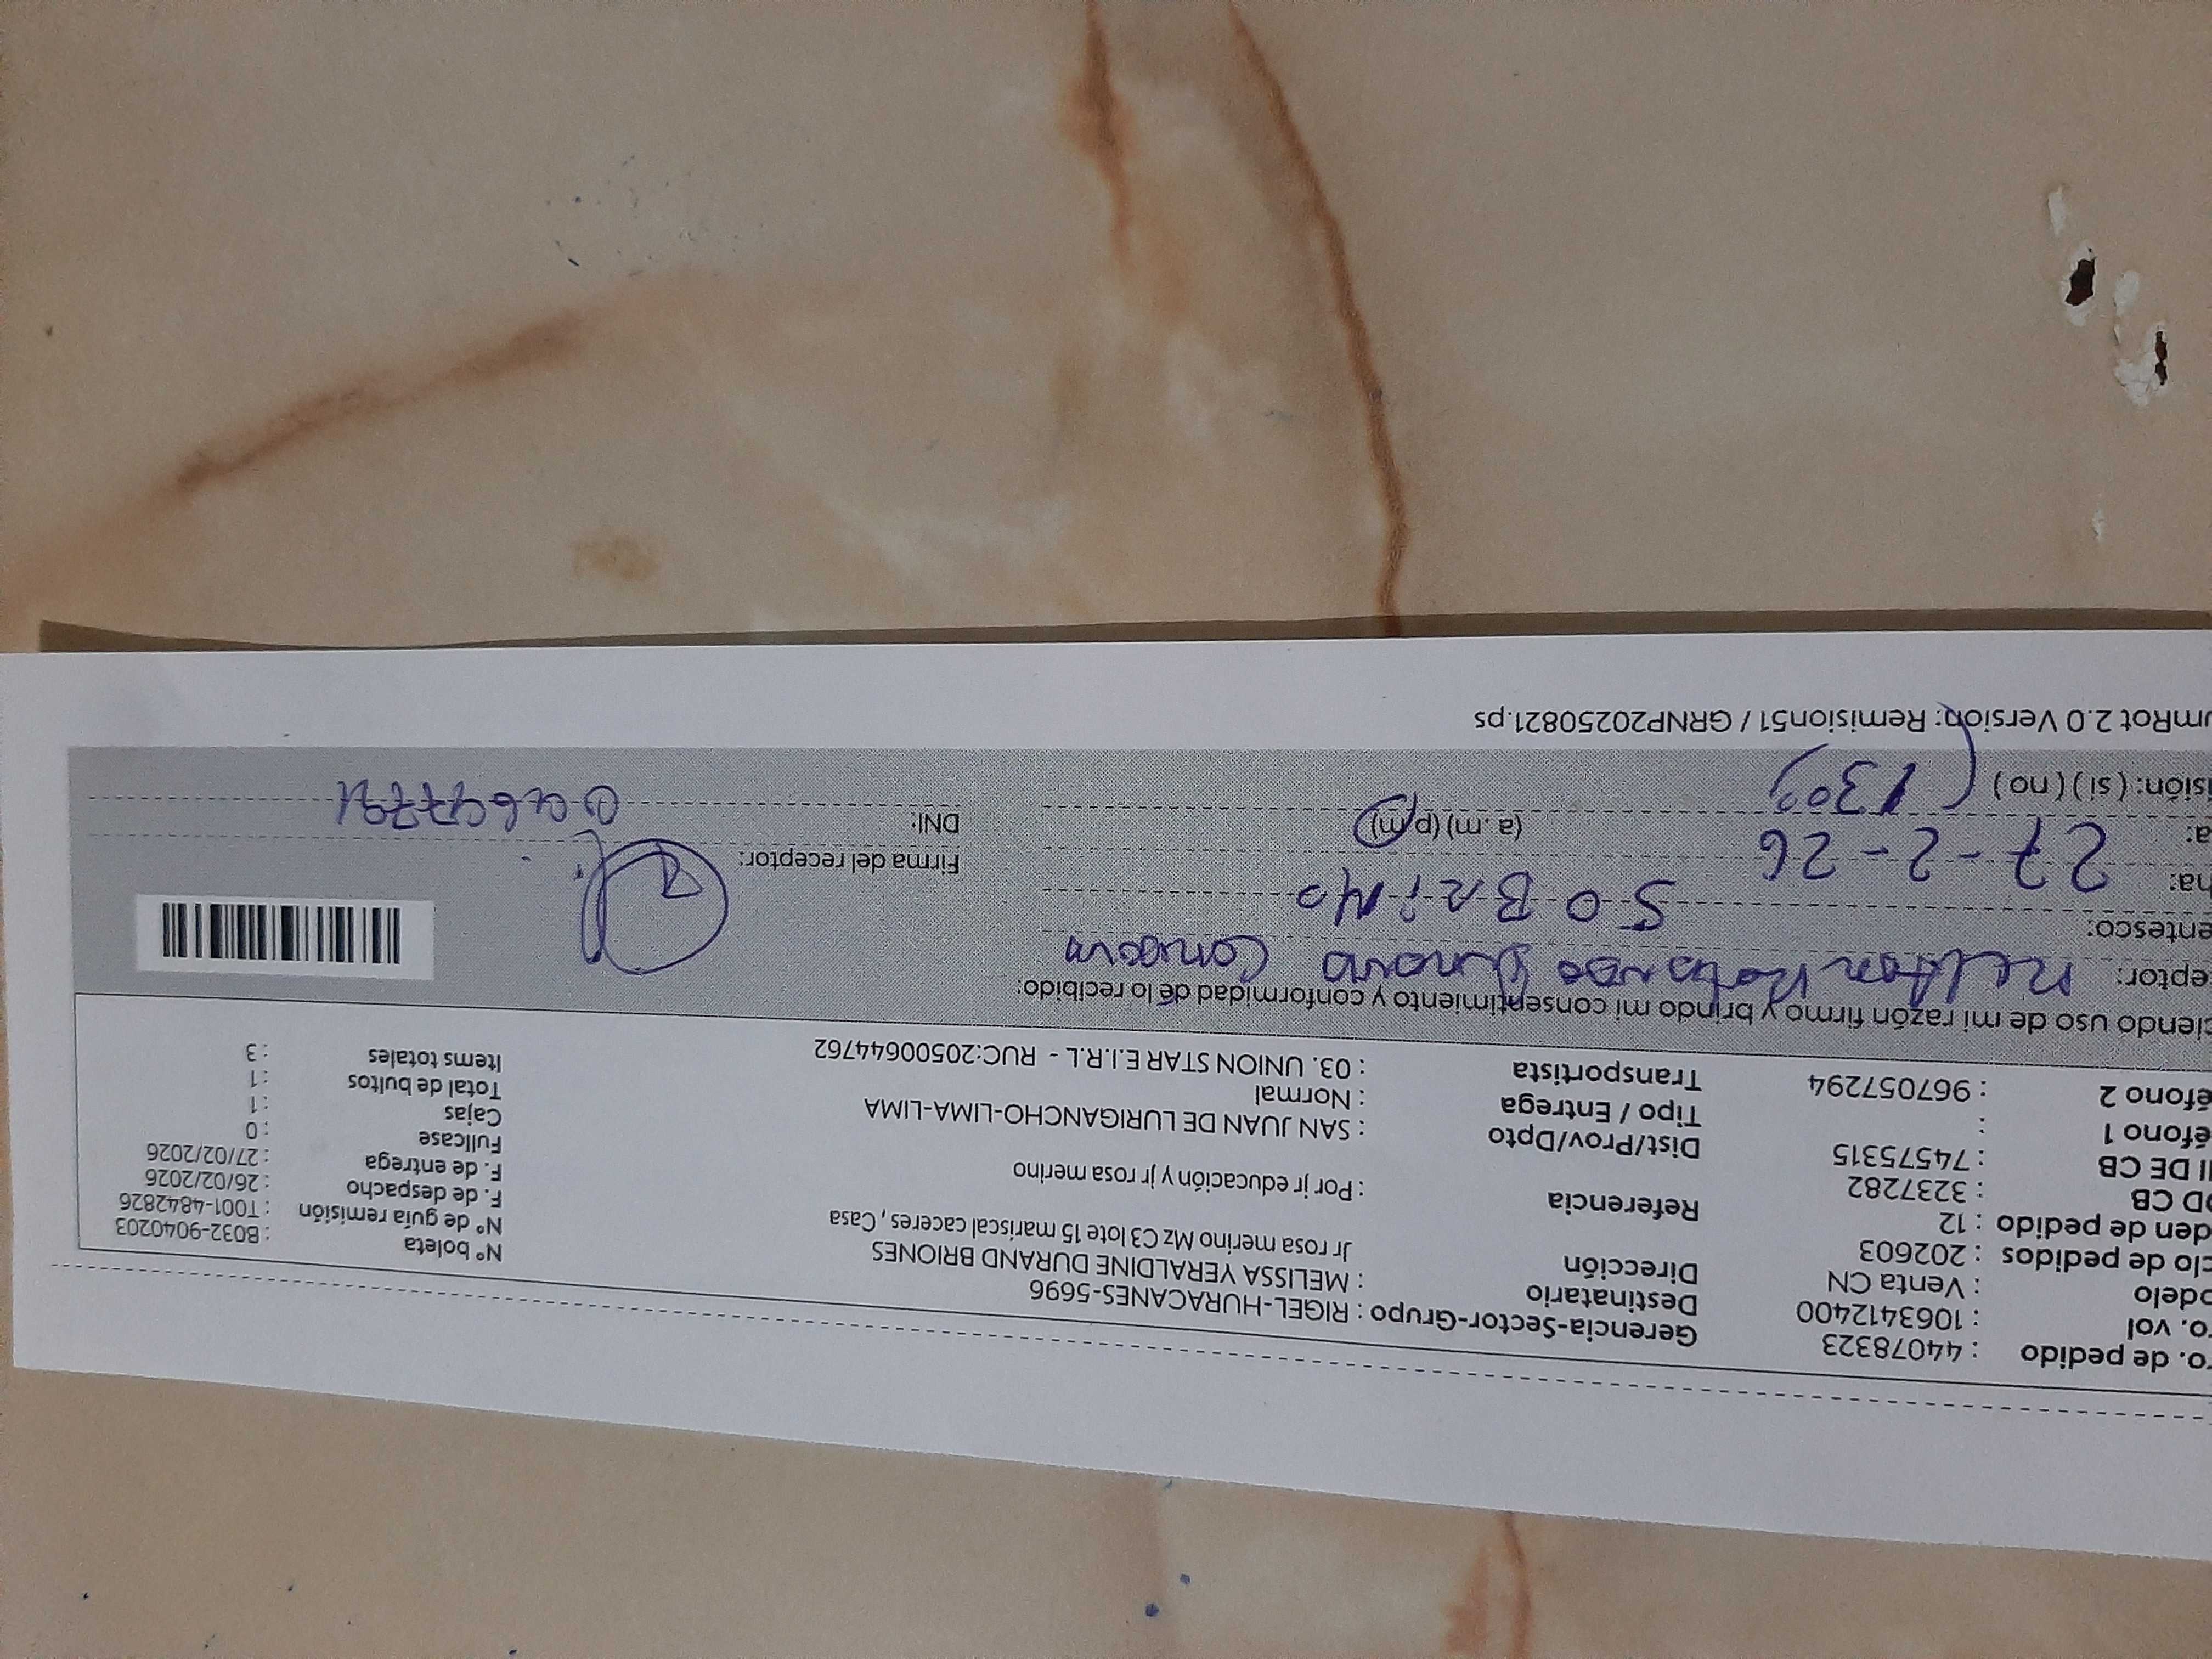 ro. de pedido : 44078323 Gerencia-Sector-Grupo : RIGEL-HURACANES-5696
ro. vol : 1063412400 Destinatario : MELISSA YERALDINE DURAND BRIONES Nº boleta : B032-9040203
odelo : Venta CN Dirección Jr rosa merino Mz C3 lote 15 mariscal caceres , Casa Nº de guía remisión : T001-4842826
clo de pedidos : 202603 F. de despacho : 26/02/2026
den de pedido : 12 Referencia : Por jr educación y jr rosa merino F. de entrega : 27/02/2026
OD CB : 3237282 Fullcase : 0
II DE CB : 74575315 Dist/Prov/Dpto : SAN JUAN DE LURIGANCHO-LIMA-LIMA Cajas : 1
éfono 1 : Tipo / Entrega : Normal Total de bultos : 1
éfono 2 : 967057294 Transportista : 03. UNION STAR E.I.R.L - RUC:20500644762 Items totales : 3
ciendo uso de mi razón firmo y brindo mi consentimiento y conformidad de lo recibido:
eptor:
entesco: SOBRiNo Firma del receptor:
ha: 27-2-26
a: (a.m) (p.m) DNI:
isión: ( si ) ( no )
umRot 2.0 Versión: Remision51 / GRNP20250821.ps